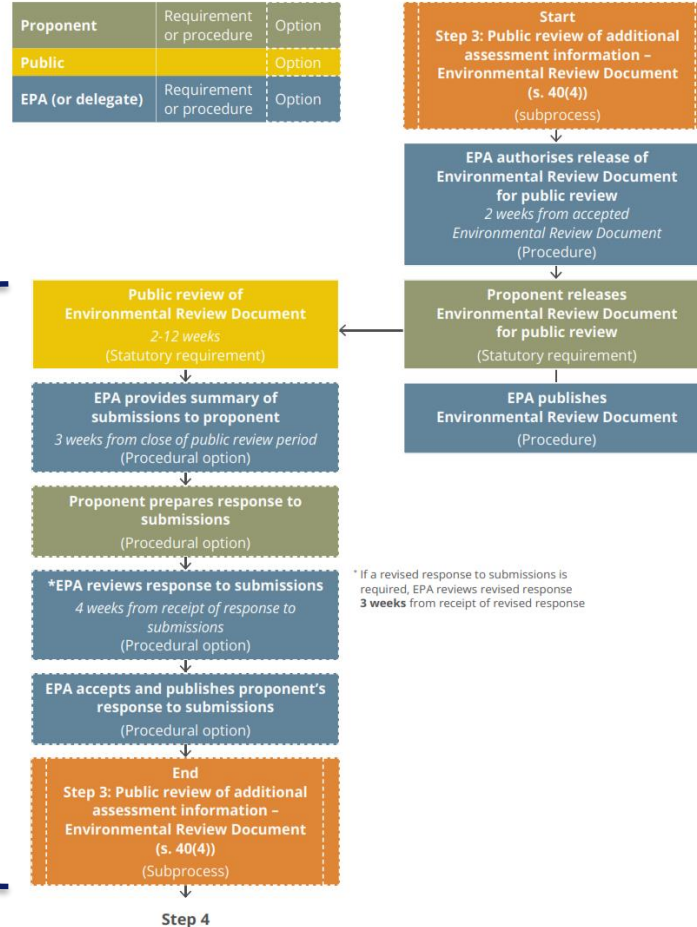 Proponent
Requirement
or procedure
Option
Public
Option
EPA (or delegate)
Requirement
or procedure
Option
Start
Step 3: Public review of additional
assessment information –
Environmental Review Document
(s. 40(4))
(subprocess)
EPA authorises release of
Environmental Review Document
for public review
2 weeks from accepted
Environmental Review Document
(Procedure)
Proponent releases
Environmental Review Document
for public review
(Statutory requirement)
EPA publishes
Environmental Review Document
(Procedure)
Public review of
Environmental Review Document
2-12 weeks
(Statutory requirement)
EPA provides summary of
submissions to proponent
3 weeks from close of public review period
(Procedural option)
Proponent prepares response to
submissions
(Procedural option)
*EPA reviews response to submissions
4 weeks from receipt of response to
submissions
(Procedural option)
* If a revised response to submissions is
required, EPA reviews revised response
3 weeks from receipt of revised response
EPA accepts and publishes proponent's
response to submissions
(Procedural option)
End
Step 3: Public review of additional
assessment information –
Environmental Review Document
(s. 40(4))
(Subprocess)
Step 4